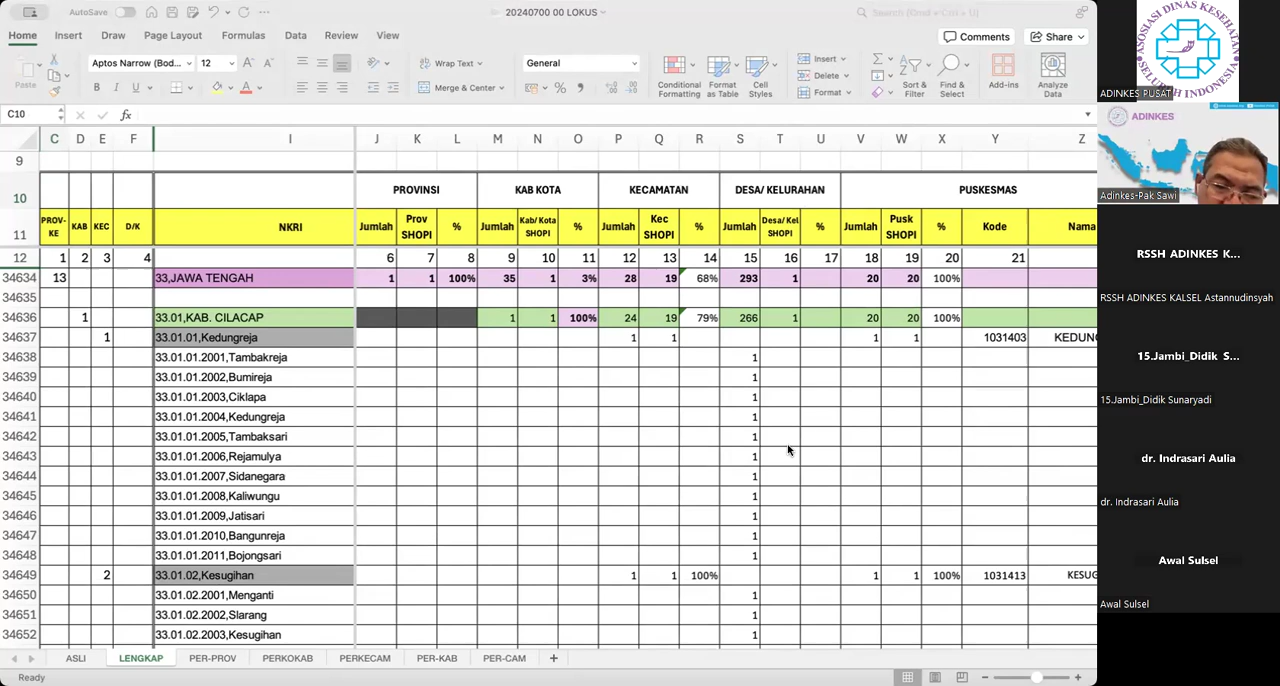 AutoSave
20240700 00 LOKUS
Search (Cmd + Ctrl + U)
Home Insert Draw Page Layout Formulas Data Review View
Comments Share
Paste
Aptos Narrow (Bod... 12
B I U
Wrap Text
Merge & Center
General
Conditional Formatting
Format as Table
Cell Styles
Insert
Delete
Format
Sort & Filter
Find & Select
Add-ins
Analyze Data
C10 fx
C D E F I J K L M N O P Q R S T U V W X Y Z
9
10 PROVINSI KAB KOTA KECAMATAN DESA/ KELURAHAN PUSKESMAS
11 PROV-KE KAB KEC D/K NKRI Jumlah Prov SHOPI % Jumlah Kab/ Kota SHOPI % Jumlah Kec SHOPI % Jumlah Desa/ Kel SHOPI % Jumlah Pusk SHOPI % Kode Nama
12 1 2 3 4 6 7 8 9 10 11 12 13 14 15 16 17 18 19 20 21
34634 13 33,JAWA TENGAH 1 1 100% 35 1 3% 28 19 68% 293 1 20 20 100%
34635
34636 1 33.01,KAB. CILACAP 1 1 100% 24 19 79% 266 1 20 20 100%
34637 1 33.01.01,Kedungreja 1 1 1 1 1031403 KEDUN
34638 33.01.01.2001,Tambakreja 1
34639 33.01.01.2002,Bumireja 1
34640 33.01.01.2003,Ciklapa 1
34641 33.01.01.2004,Kedungreja 1
34642 33.01.01.2005,Tambaksari 1
34643 33.01.01.2006,Rejamulya 1
34644 33.01.01.2007,Sidanegara 1
34645 33.01.01.2008,Kaliwungu 1
34646 33.01.01.2009,Jatisari 1
34647 33.01.01.2010,Bangunreja 1
34648 33.01.01.2011,Bojongsari 1
34649 2 33.01.02,Kesugihan 1 1 100% 1 1 100% 1031413 KESUG
34650 33.01.02.2001,Menganti 1
34651 33.01.02.2002,Slarang 1
34652 33.01.02.2003,Kesugihan 1
ASLI LENGKAP PER-PROV PERKOKAB PERKECAM PER-KAB PER-CAM
Ready
ASOSIASI DINAS KESEHATAN
SELURUH INDONESIA
ADINKES PUSAT
ADINKES
Adinkes-Pak Sawi
RSSH ADINKES K...
RSSH ADINKES KALSEL Astannudinsyah
15.Jambi_Didik S...
15.Jambi_Didik Sunaryadi
dr. Indrasari Aulia
dr. Indrasari Aulia
Awal Sulsel
Awal Sulsel